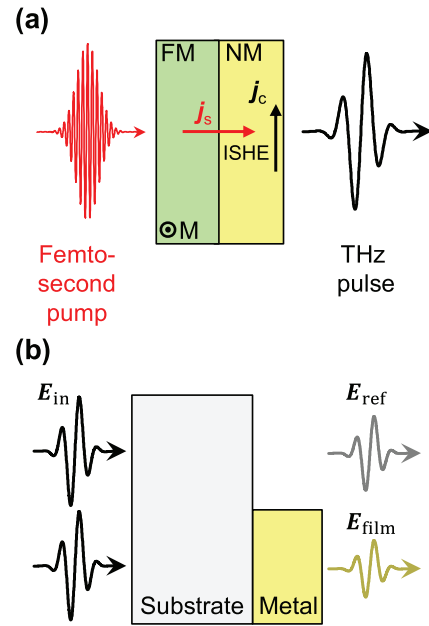 (a)
FM NM
j_c
j_s
ISHE
⊙M
Femto-
second
pump
THz
pulse
(b)
E_in E_ref
E_film
Substrate Metal